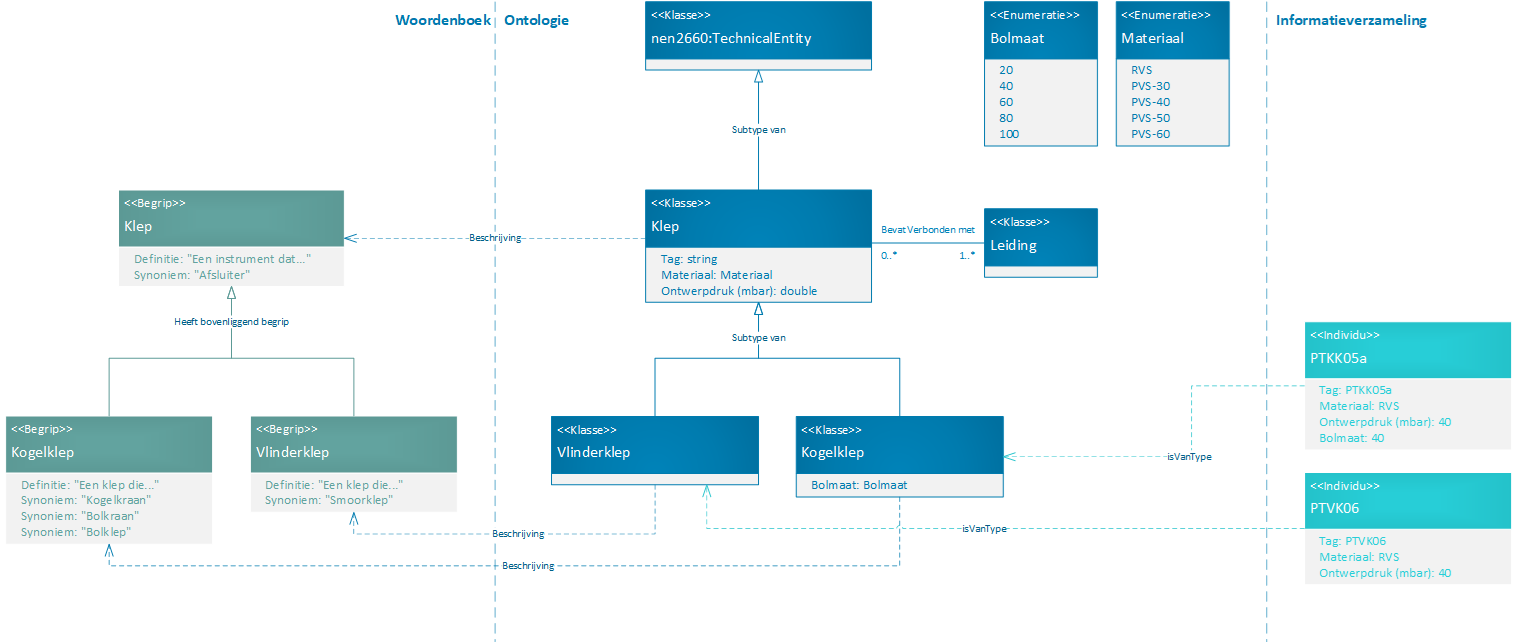 Woordenboek
Ontologie
Informatieverzameling
<<Klasse>>
nen2660:TechnicalEntity
<<Enumeratie>>
Bolmaat
20
40
60
80
100
<<Enumeratie>>
Materiaal
RVS
PVS-30
PVS-40
PVS-50
PVS-60
Subtype van
<<Begrip>>
Klep
Definitie: "Een instrument dat..."
Synoniem: "Afsluiter"
Beschrijving
<<Klasse>>
Klep
Tag: string
Materiaal: Materiaal
Ontwerpdruk (mbar): double
BevatVerbonden met
0..*
1..*
<<Klasse>>
Leiding
Heeft bovenliggend begrip
Subtype van
<<Individu>>
PTKK05a
Tag: PTKK05a
Materiaal: RVS
Ontwerpdruk (mbar): 40
Bolmaat: 40
<<Begrip>>
Kogelklep
Definitie: "Een klep die..."
Synoniem: "Kogelkraan"
Synoniem: "Bolkraan"
Synoniem: "Bolklep"
<<Begrip>>
Vlinderklep
Definitie: "Een klep die..."
Synoniem: "Smoorklep"
<<Klasse>>
Vlinderklep
<<Klasse>>
Kogelklep
Bolmaat: Bolmaat
isVanType
<<Individu>>
PTVK06
Tag: PTVK06
Materiaal: RVS
Ontwerpdruk (mbar): 40
isVanType
Beschrijving
Beschrijving